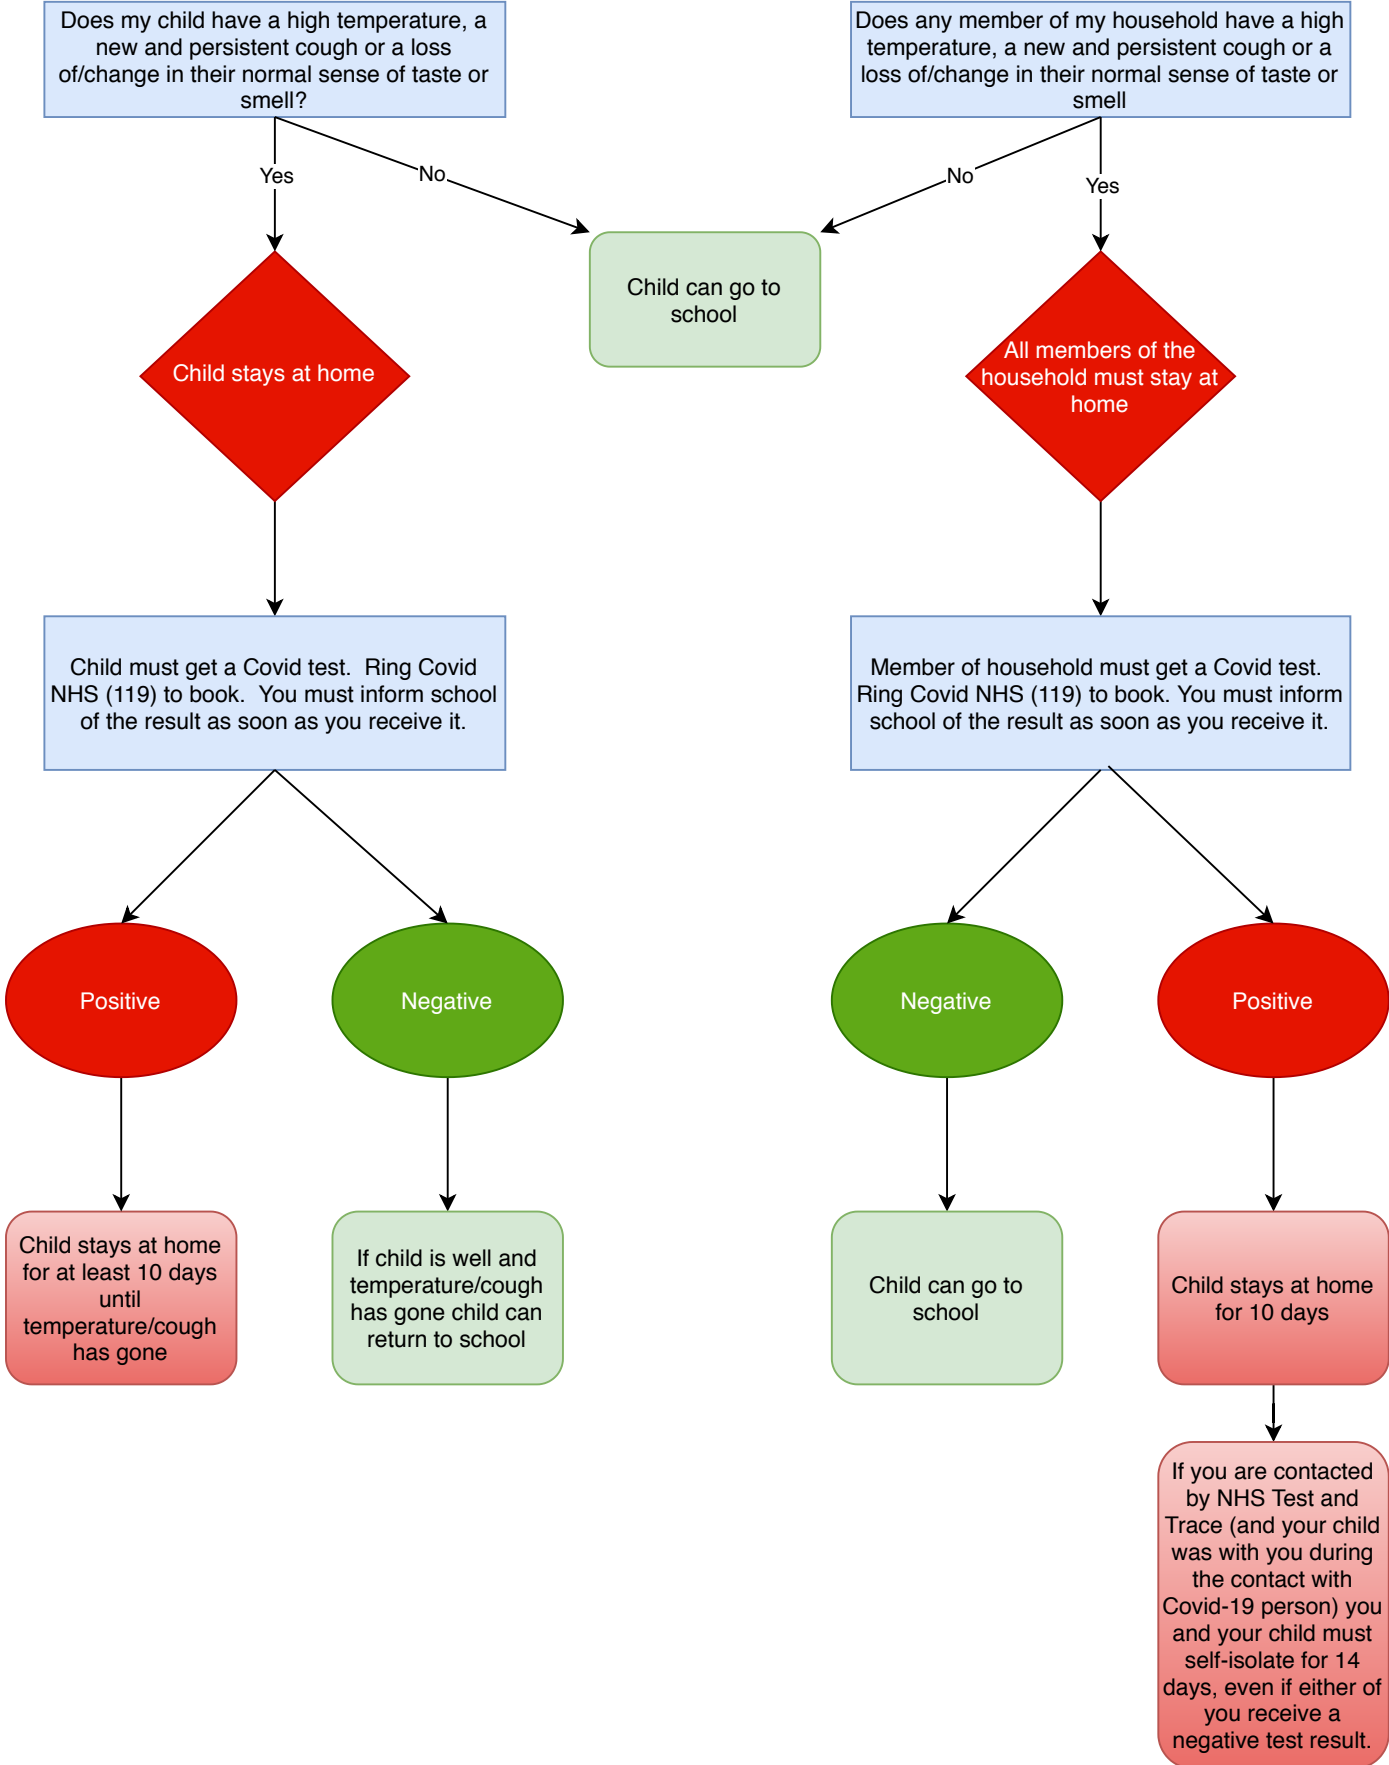 Does my child have a high temperature, a
new and persistent cough or a loss
of/change in their normal sense of taste or
smell?
Does any member of my household have a high
temperature, a new and persistent cough or a
loss of/change in their normal sense of taste or
smell
Yes
No
No
Yes
Child can go to
school
Child stays at home
All members of the
household must stay at
home
Child must get a Covid test.  Ring Covid
NHS (119) to book.  You must inform school
of the result as soon as you receive it.
Member of household must get a Covid test.
Ring Covid NHS (119) to book. You must inform
school of the result as soon as you receive it.
Positive
Negative
Negative
Positive
Child stays at home
for at least 10 days
until
temperature/cough
has gone
If child is well and
temperature/cough
has gone child can
return to school
Child can go to
school
Child stays at home
for 10 days
If you are contacted
by NHS Test and
Trace (and your child
was with you during
the contact with
Covid-19 person) you
and your child must
self-isolate for 14
days, even if either of
you receive a
negative test result.